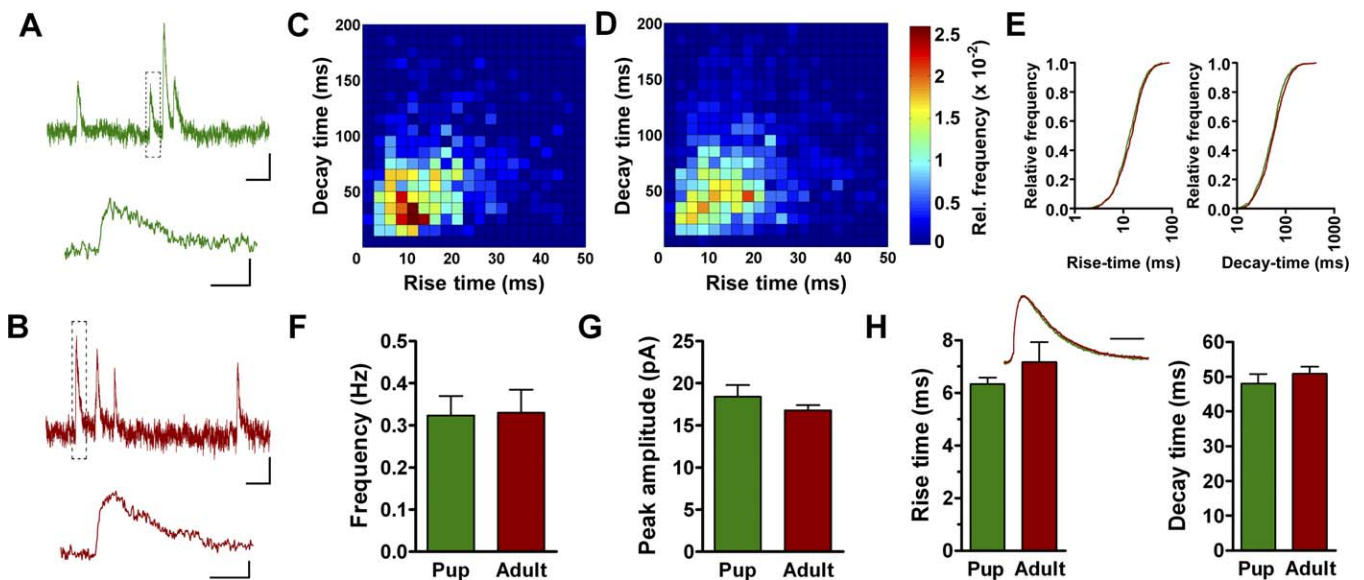 A
B
C
Decay time (ms)
200
150
100
50
0 10 20 30 40 50
Rise time (ms)
D
Decay time (ms)
200
150
100
50
0 10 20 30 40 50
Rise time (ms)
2.5
2.0
1.5
1.0
0.5
0
Rel. frequency (x 10-2)
E
Relative frequency
1.0
0.8
0.6
0.4
0.2
0.0
1 10 100
Rise-time (ms)
Relative frequency
1.0
0.8
0.6
0.4
0.2
0.0
10 100 1000
Decay-time (ms)
F
Frequency (Hz)
0.5
0.4
0.3
0.2
0.1
0.0
Pup Adult
G
Peak amplitude (pA)
25
20
15
10
5
0
Pup Adult
H
Rise time (ms)
8
6
4
2
0
Pup Adult
Decay time (ms)
60
50
40
30
20
10
0
Pup Adult